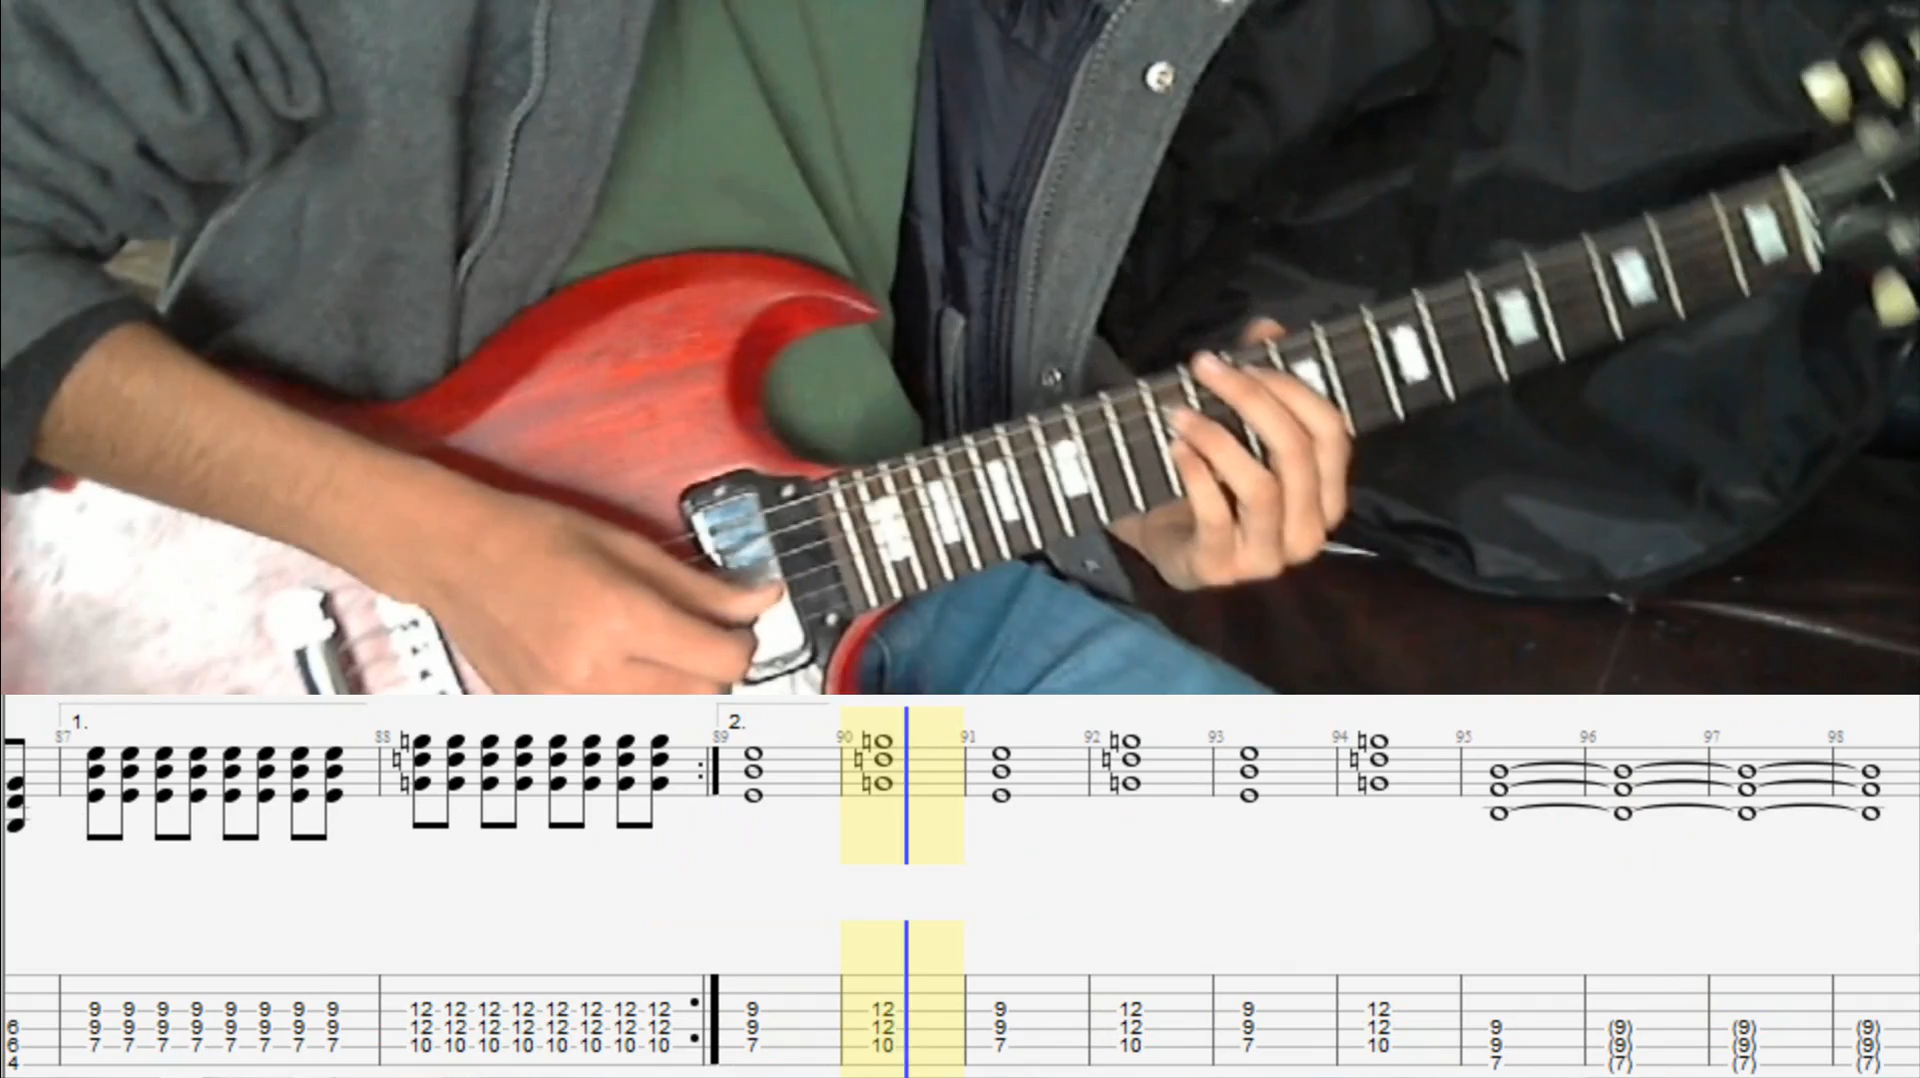 1. 2.
87 88 89 90 91 92 93 94 95 96 97 98
9 9 9 9 9 9 9 9 12 12 12 12 12 12 12 12 9 12 9 12 9 12
6 9 9 9 9 9 9 9 9 12 12 12 12 12 12 12 12 9 12 9 12 9 12 9 (9) (9) (9)
6 7 7 7 7 7 7 7 7 10 10 10 10 10 10 10 10 7 10 7 10 7 10 9 (9) (9) (9)
4 7 (7) (7) (7)